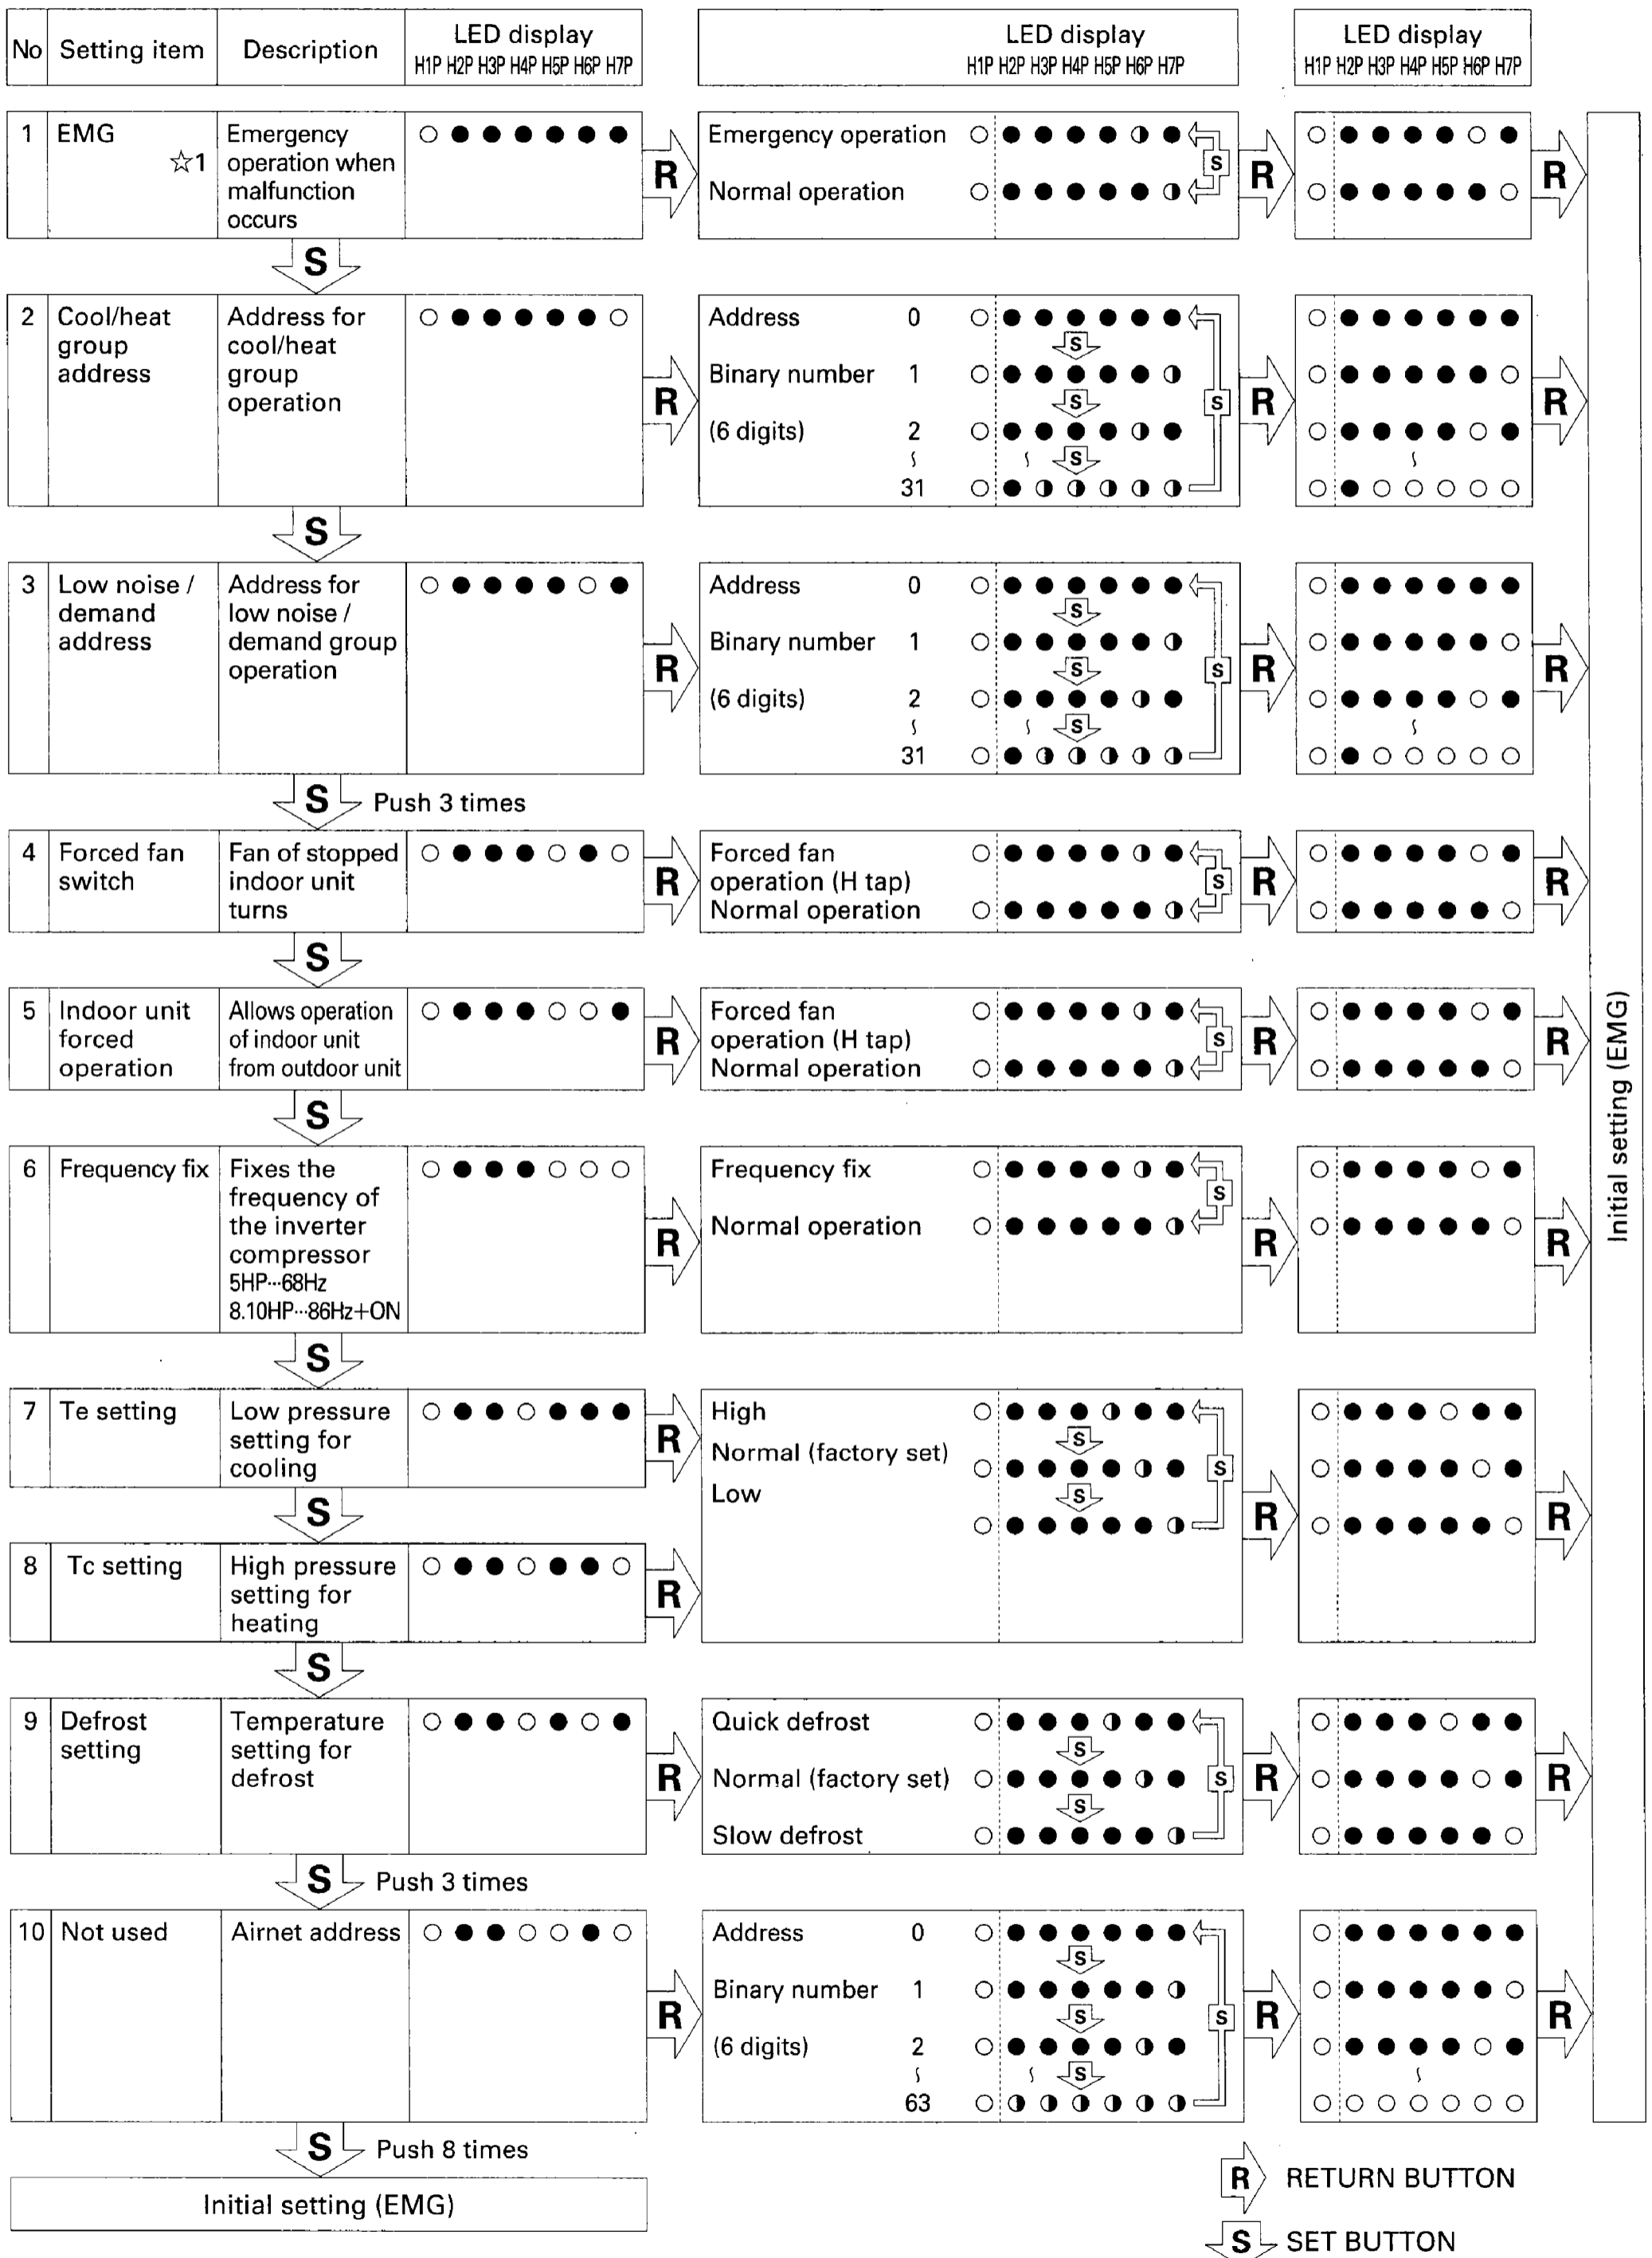 No Setting item Description LED display LED display LED display
H1P H2P H3P H4P H5P H6P H7P H1P H2P H3P H4P H5P H6P H7P H1P H2P H3P H4P H5P H6P H7P
1 EMG Emergency ○ ● ● ● ● ● ● Emergency operation ○ ● ● ● ● ◑ ● ○ ● ● ● ● ○ ●
☆1 operation when R S R R
malfunction Normal operation ○ ● ● ● ● ● ◑ ○ ● ● ● ● ● ○
occurs
S
2 Cool/heat Address for ○ ● ● ● ● ● ○ Address 0 ○ ● ● ● ● ● ● ○ ● ● ● ● ● ●
group cool/heat S
address group Binary number 1 ○ ● ● ● ● ● ◑ ○ ● ● ● ● ● ○
operation R S S R R
(6 digits) 2 ○ ● ● ● ● ◑ ● ○ ● ● ● ● ○ ●
~ ~ S ~
31 ○ ● ◑ ◑ ◑ ◑ ◑ ○ ● ○ ○ ○ ○ ○
S
3 Low noise / Address for ○ ● ● ● ● ○ ● Address 0 ○ ● ● ● ● ● ● ○ ● ● ● ● ● ●
demand low noise / S
address demand group Binary number 1 ○ ● ● ● ● ● ◑ ○ ● ● ● ● ● ○
operation R S S R R
(6 digits) 2 ○ ● ● ● ● ◑ ● ○ ● ● ● ● ○ ●
~ ~ S ~
31 ○ ● ◑ ◑ ◑ ◑ ◑ ○ ● ○ ○ ○ ○ ○
S Push 3 times
4 Forced fan Fan of stopped ○ ● ● ● ○ ● ○ Forced fan ○ ● ● ● ● ◑ ● ○ ● ● ● ● ○ ●
switch indoor unit R operation (H tap) S R R
turns Normal operation ○ ● ● ● ● ● ◑ ○ ● ● ● ● ● ○
S
5 Indoor unit Allows operation ○ ● ● ● ○ ○ ● Forced fan ○ ● ● ● ● ◑ ● ○ ● ● ● ● ○ ●
forced of indoor unit R operation (H tap) S R R
operation from outdoor unit Normal operation ○ ● ● ● ● ● ◑ ○ ● ● ● ● ● ○
S
6 Frequency fix Fixes the ○ ● ● ● ○ ○ ○ Frequency fix ○ ● ● ● ● ◑ ● ○ ● ● ● ● ○ ●
frequency of S
the inverter R Normal operation ○ ● ● ● ● ● ◑ R ○ ● ● ● ● ● ○ R
compressor
5HP···68Hz
8.10HP···86Hz+ON
S
7 Te setting Low pressure ○ ● ● ○ ● ● ● R High ○ ● ● ● ◑ ● ● ○ ● ● ● ○ ● ●
setting for Normal (factory set) S
cooling ○ ● ● ● ● ◑ ● S ○ ● ● ● ● ○ ●
Low S
S ○ ● ● ● ● ● ◑ R ○ ● ● ● ● ● ○ R
8 Tc setting High pressure ○ ● ● ○ ● ● ○ R
setting for
heating
S
9 Defrost Temperature ○ ● ● ○ ● ○ ● Quick defrost ○ ● ● ● ◑ ● ● ○ ● ● ● ○ ● ●
setting setting for S
defrost R Normal (factory set) ○ ● ● ● ● ◑ ● S R ○ ● ● ● ● ○ ● R
S
Slow defrost ○ ● ● ● ● ● ◑ ○ ● ● ● ● ● ○
S Push 3 times
10 Not used Airnet address ○ ● ● ○ ○ ● ○ Address 0 ○ ● ● ● ● ● ● ○ ● ● ● ● ● ●
S
Binary number 1 ○ ● ● ● ● ● ◑ ○ ● ● ● ● ● ○
R S S R R
(6 digits) 2 ○ ● ● ● ● ◑ ● ○ ● ● ● ● ○ ●
~ ~ S ~
63 ○ ◑ ◑ ◑ ◑ ◑ ◑ ○ ○ ○ ○ ○ ○ ○
S Push 8 times
Initial setting (EMG)
Initial setting (EMG)
R RETURN BUTTON
S SET BUTTON